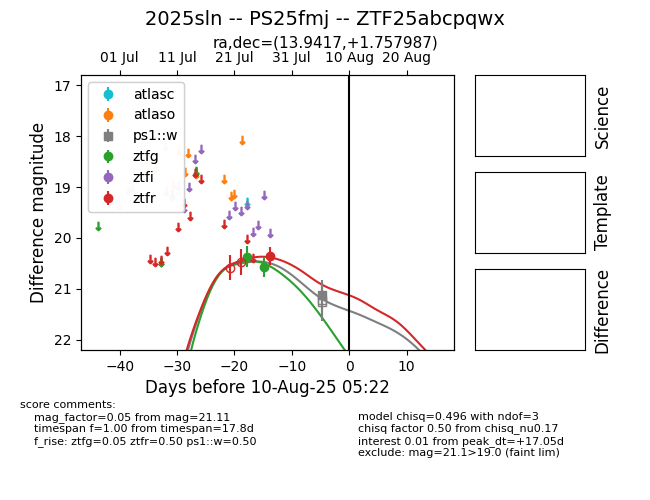 2025sln -- PS25fmj -- ZTF25abcpqwx
ra,dec=(13.9417,+1.757987)
01 Jul 11 Jul 21 Jul 31 Jul 10 Aug 20 Aug
17
18
19
20
21
22
Difference magnitude
atlasc
atlaso
ps1::w
ztfg
ztfi
ztfr
Science
Template
Difference
−40 −30 −20 −10 0 10
Days before 10-Aug-25 05:22
score comments:
mag_factor=0.05 from mag=21.11
timespan f=1.00 from timespan=17.8d
f_rise: ztfg=0.05 ztfr=0.50 ps1::w=0.50
model chisq=0.496 with ndof=3
chisq factor 0.50 from chisq_nu0.17
interest 0.01 from peak_dt=+17.05d
exclude: mag=21.1>19.0 (faint lim)